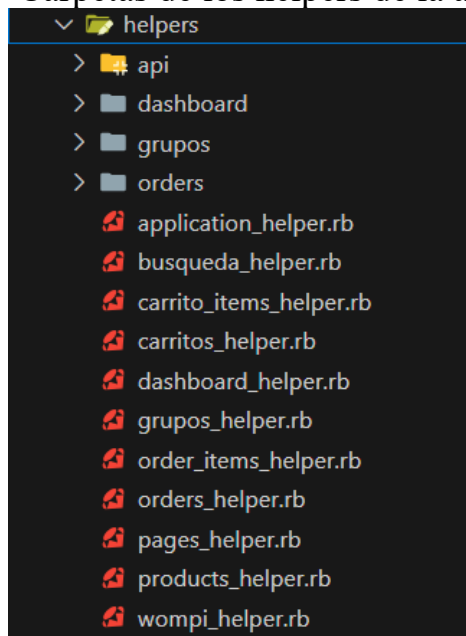 helpers
api
dashboard
grupos
orders
application_helper.rb
busqueda_helper.rb
carrito_items_helper.rb
carritos_helper.rb
dashboard_helper.rb
grupos_helper.rb
order_items_helper.rb
orders_helper.rb
pages_helper.rb
products_helper.rb
wompi_helper.rb